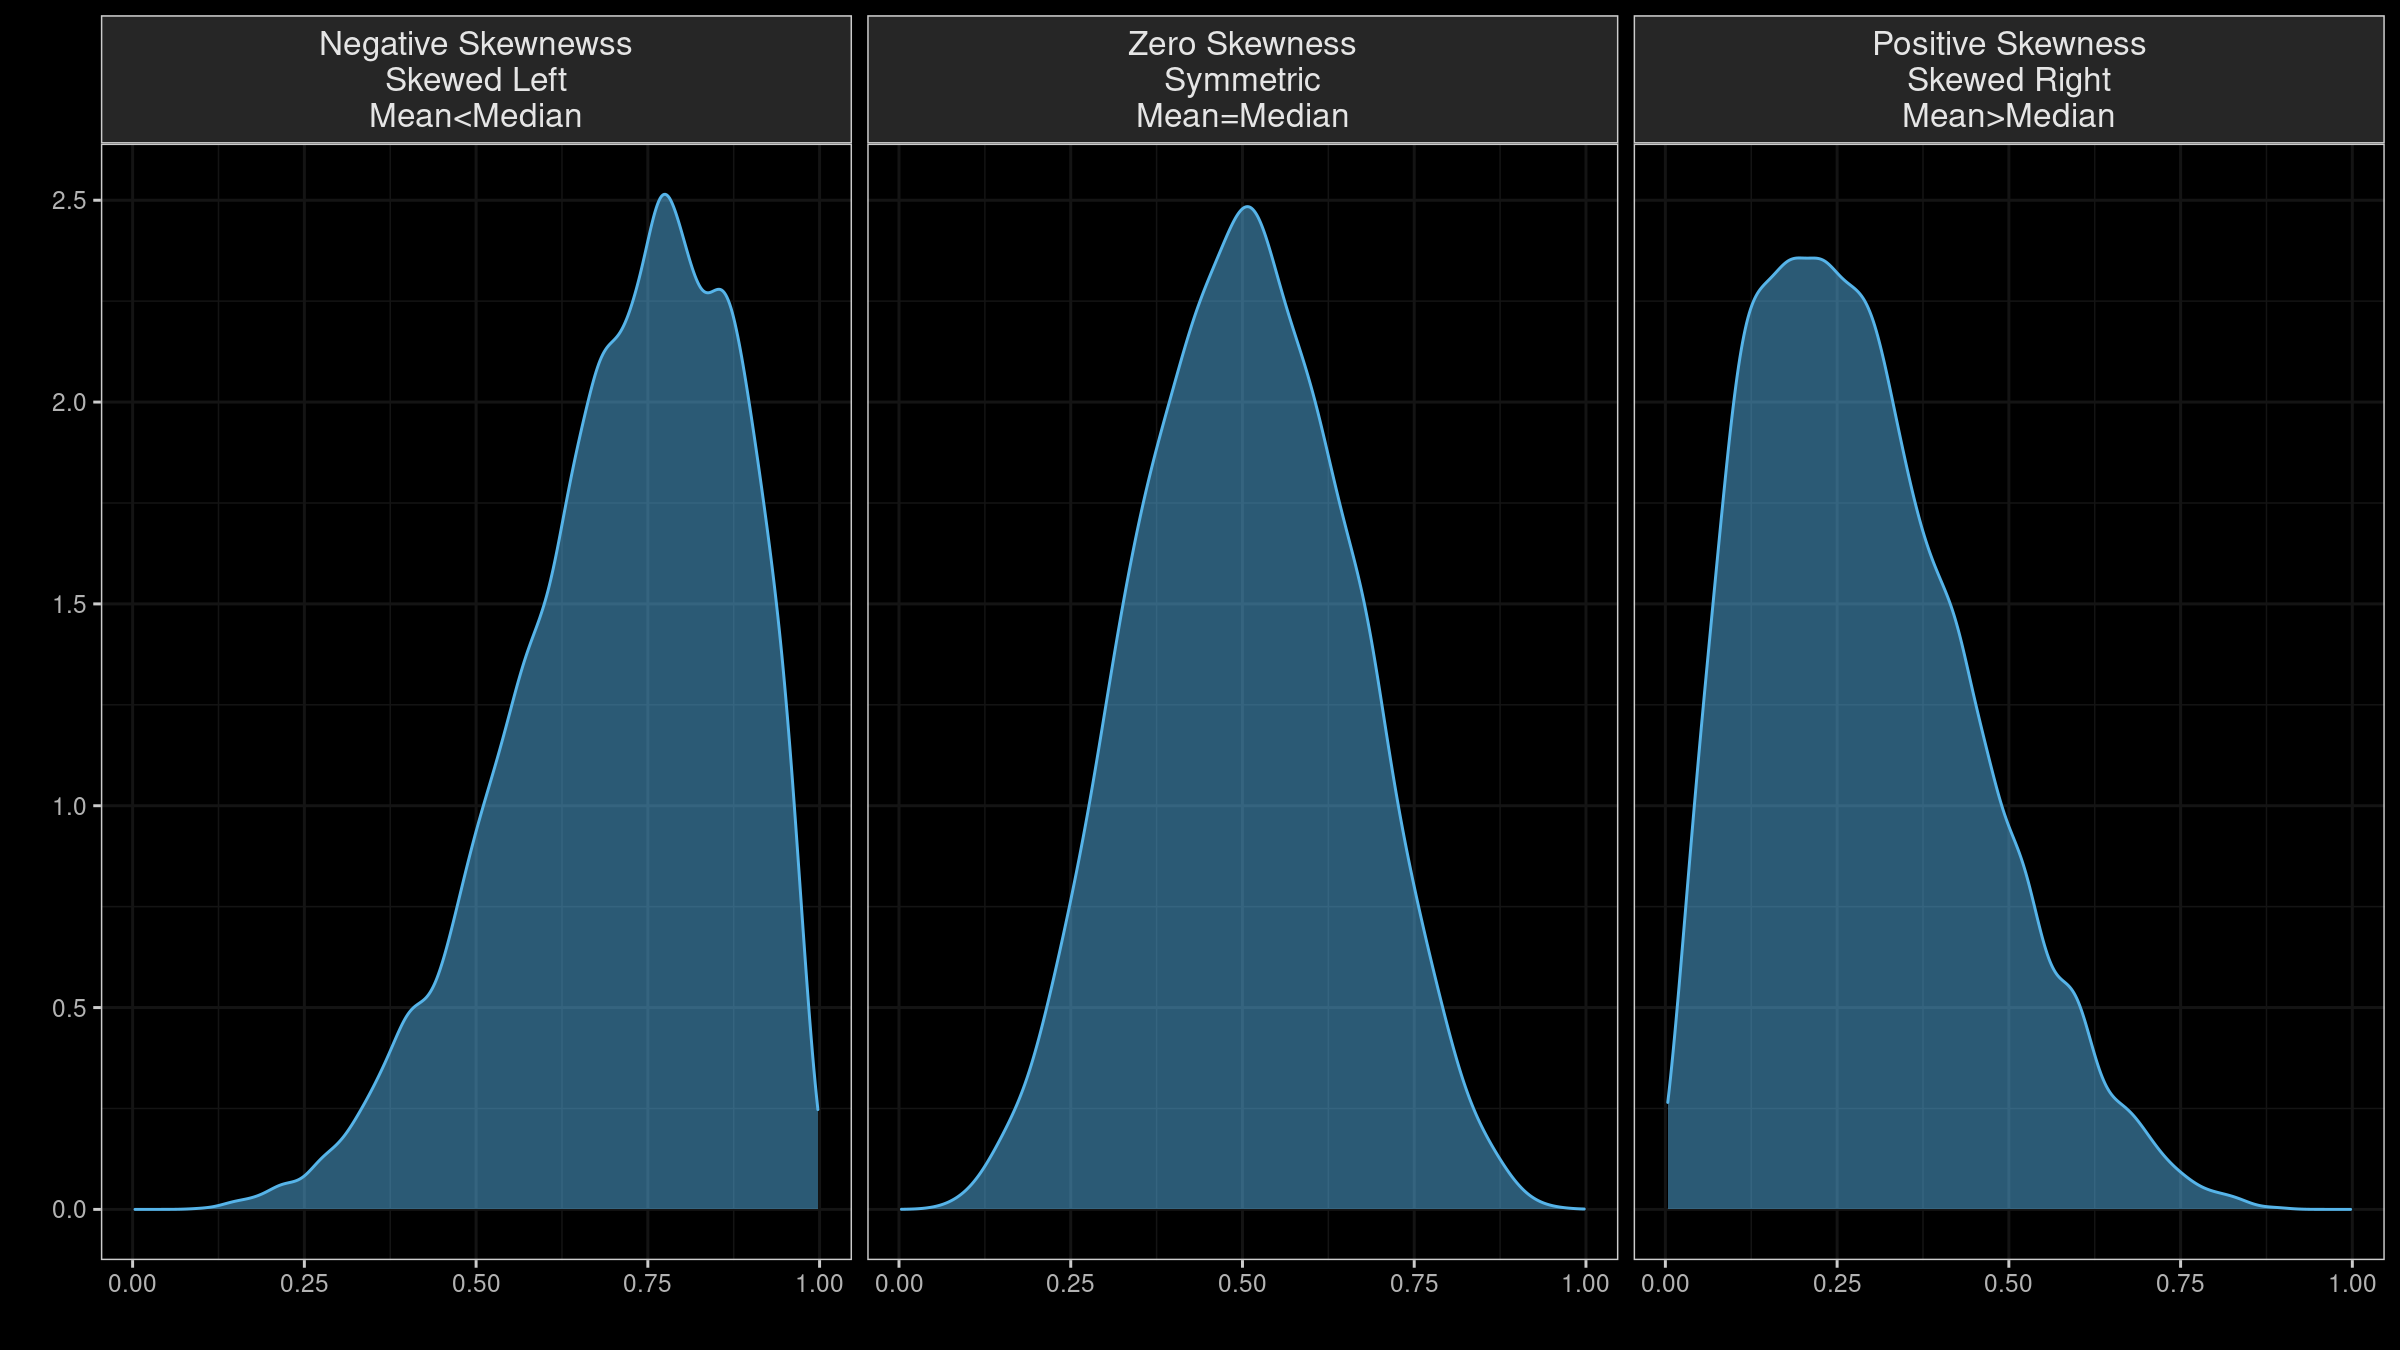 Negative Skewnewss
Skewed Left
Mean<Median
Zero Skewness
Symmetric
Mean=Median
Positive Skewness
Skewed Right
Mean>Median
2.5
2.0
1.5
1.0
0.5
0.0
0.00 0.25 0.50 0.75 1.00
0.00 0.25 0.50 0.75 1.00
0.00 0.25 0.50 0.75 1.00